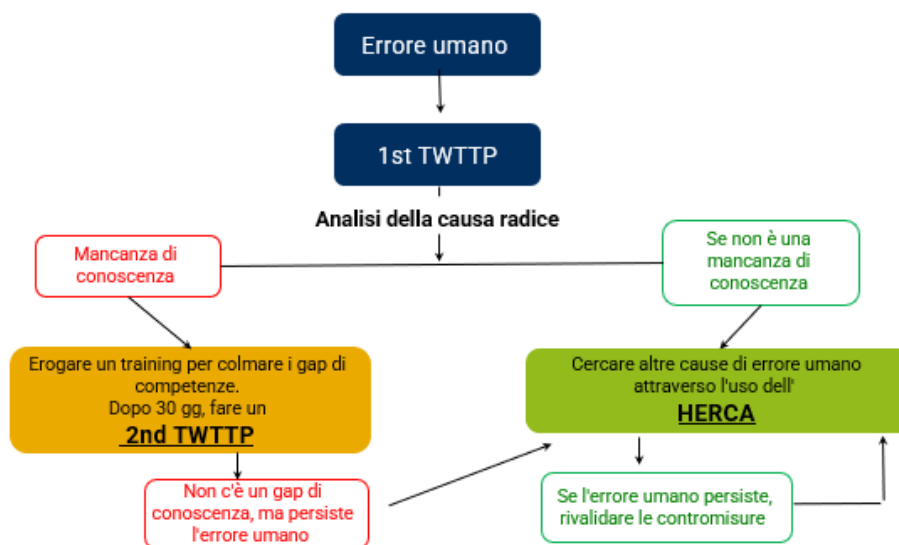 Errore umano
1st TWTTP
Analisi della causa radice
Mancanza di
conoscenza
Se non è una
mancanza di
conoscenza
Erogare un training per colmare i gap di
competenze.
Dopo 30 gg, fare un
2nd TWTTP
Cercare altre cause di errore umano
attraverso l'uso dell'
HERCA
Non c'è un gap di
conoscenza, ma persiste
l'errore umano
Se l'errore umano persiste,
rivalidare le contromisure